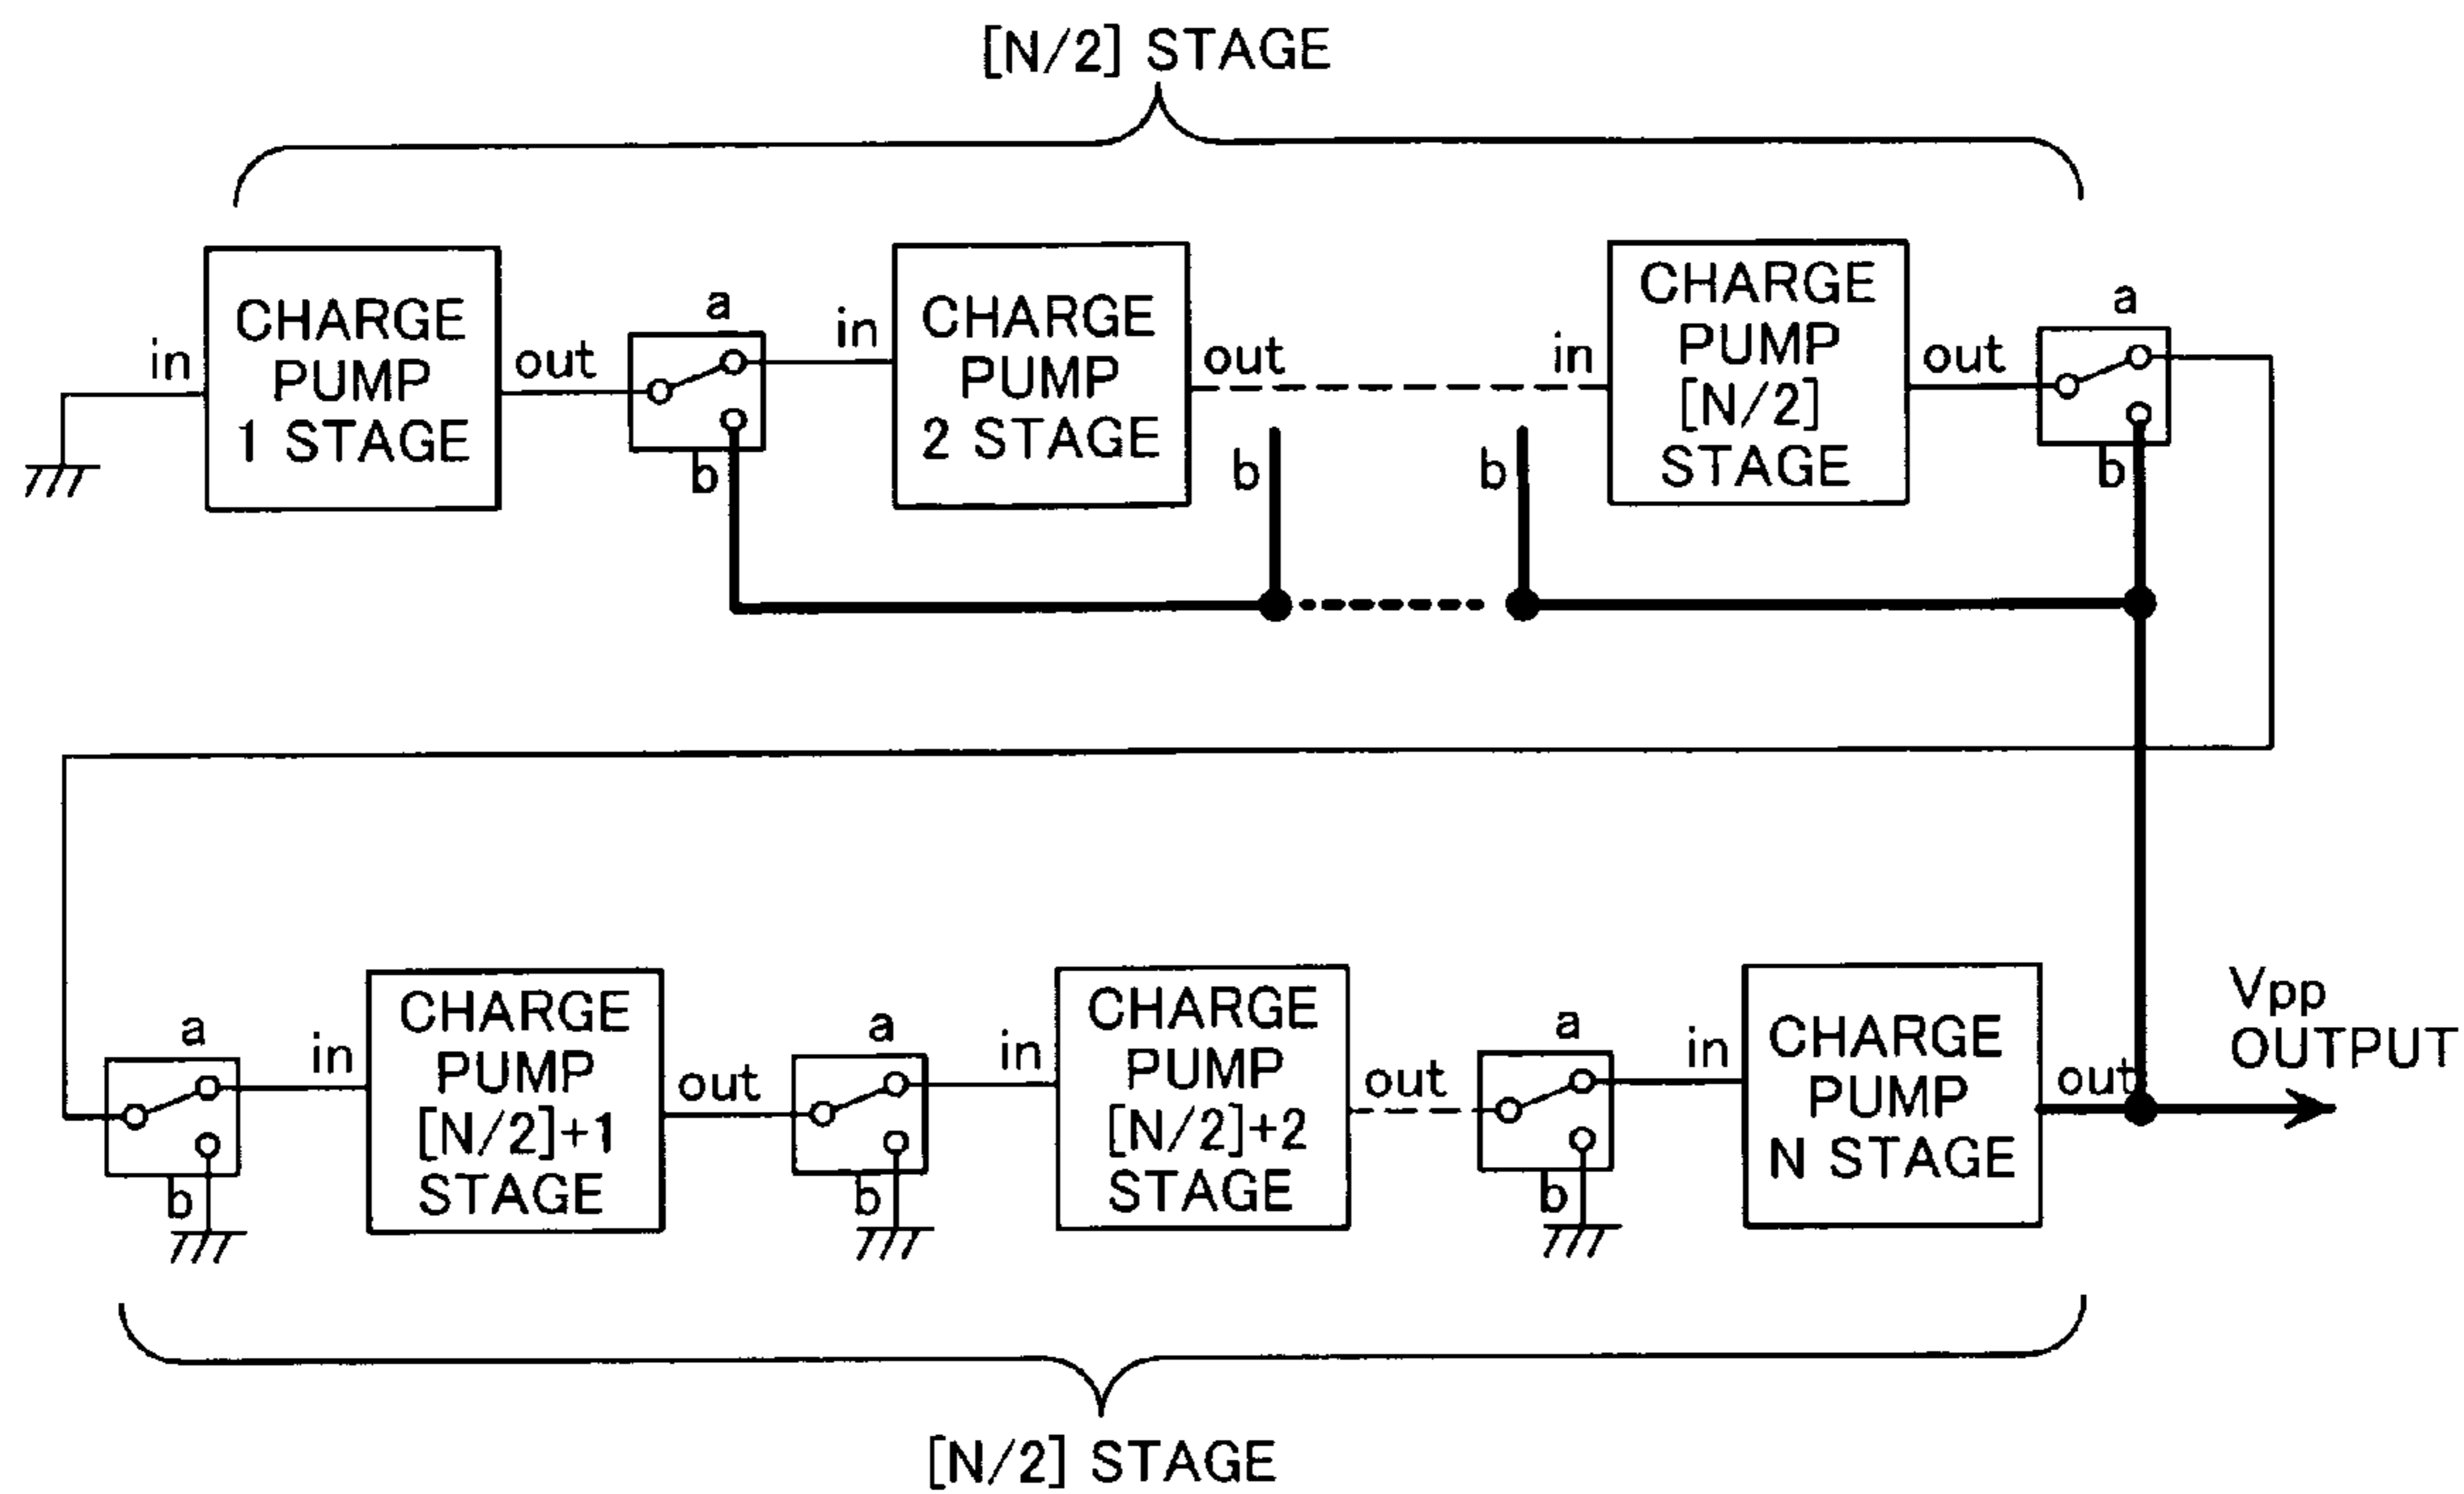 [N/2] STAGE
in
CHARGE
PUMP
1 STAGE
out
a
b
in
CHARGE
PUMP
2 STAGE
out
b
b
in
CHARGE
PUMP
[N/2]
STAGE
out
a
b
a
b
in
CHARGE
PUMP
[N/2]+1
STAGE
out
a
b
in
CHARGE
PUMP
[N/2]+2
STAGE
out
a
b
in
CHARGE
PUMP
N STAGE
out
Vpp
OUTPUT
[N/2] STAGE